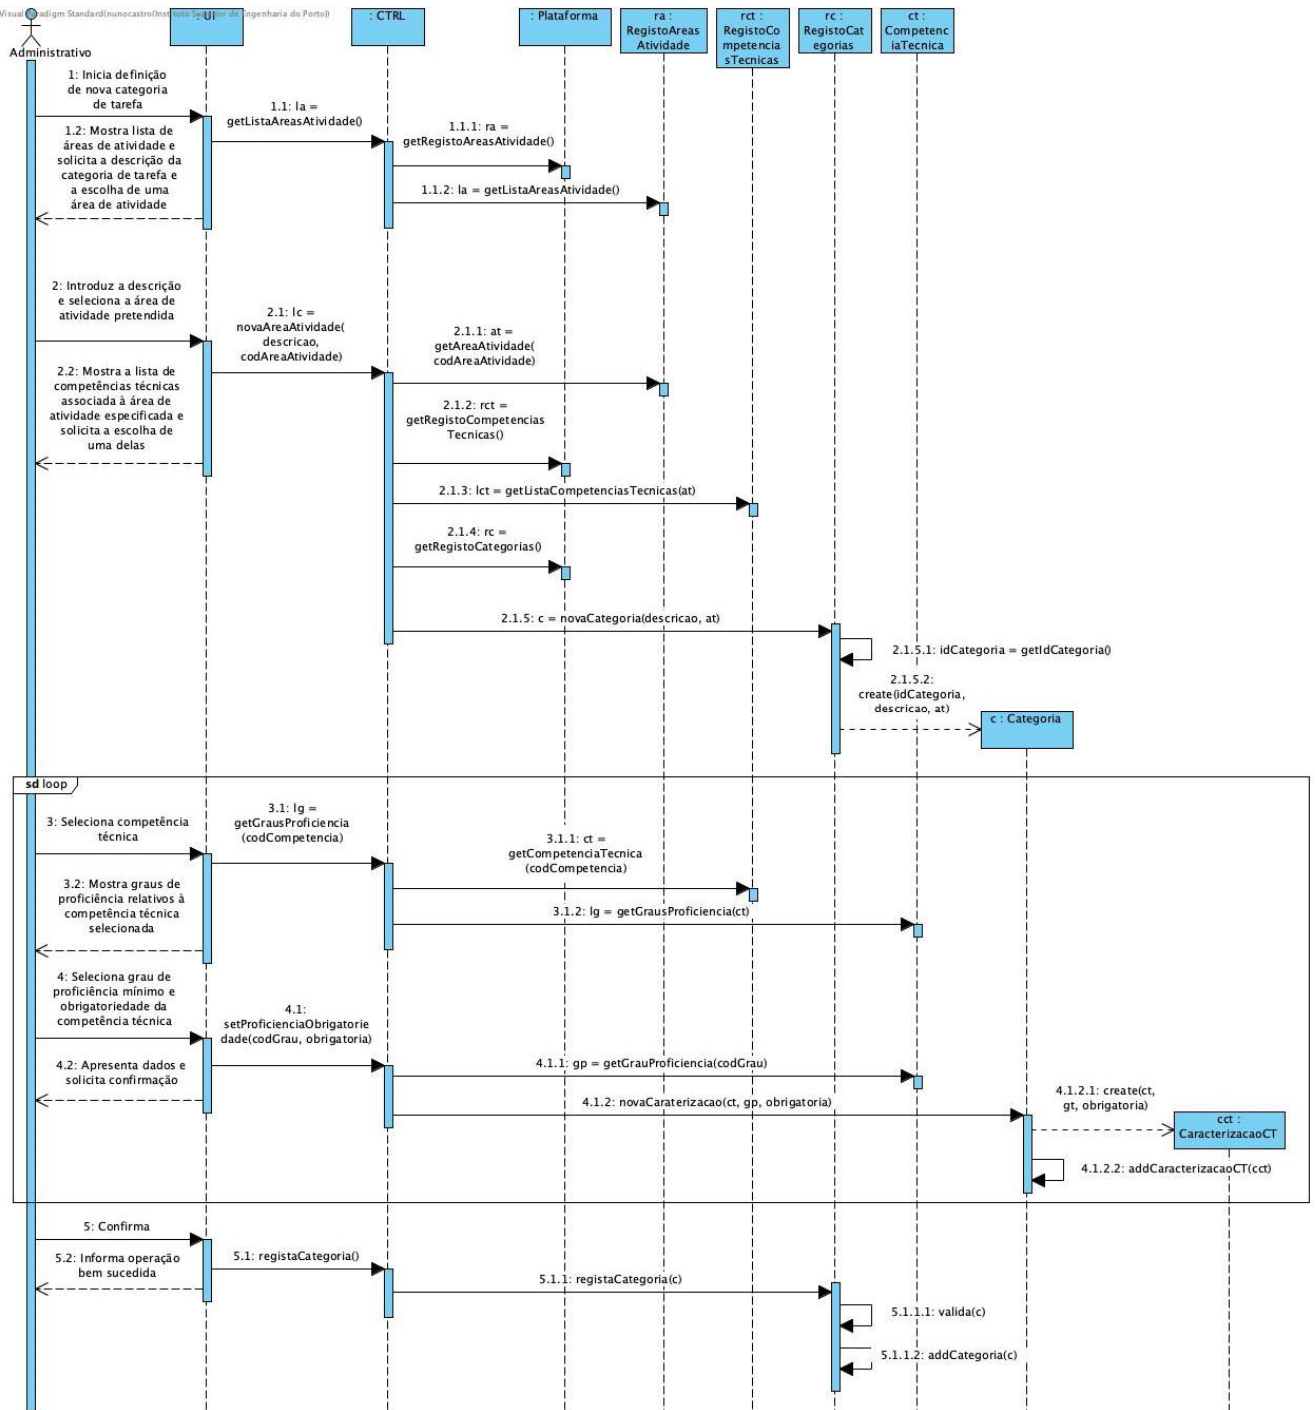 Visual Paradigm Standard(nunocastro(Instituto Superior de Engenharia do Porto))
Administrativo
: UI
: CTRL
: Plataforma
ra :
RegistoAreas
Atividade
rct :
RegistoCo
mpetencia
sTecnicas
rc :
RegistoCat
egorias
ct :
Competenc
iaTecnica
1: Inicia definição
de nova categoria
de tarefa
1.1: la =
getListaAreasAtividade()
1.1.1: ra =
getRegistoAreasAtividade()
1.2: Mostra lista de
áreas de atividade e
solicita a descrição da
categoria de tarefa e
a escolha de uma
área de atividade
1.1.2: la = getListaAreasAtividade()
2: Introduz a descrição
e seleciona a área de
atividade pretendida
2.1: lc =
novaAreaAtividade(
descricao,
codAreaAtividade)
2.1.1: at =
getAreaAtividade(
codAreaAtividade)
2.2: Mostra a lista de
competências técnicas
associada à área de
atividade especificada e
solicita a escolha de
uma delas
2.1.2: rct =
getRegistoCompetencias
Tecnicas()
2.1.3: lct = getListaCompetenciasTecnicas(at)
2.1.4: rc =
getRegistoCategorias()
2.1.5: c = novaCategoria(descricao, at)
2.1.5.1: idCategoria = getIdCategoria()
2.1.5.2:
create(idCategoria,
descricao, at)
c : Categoria
sd loop
3: Seleciona competência
técnica
3.1: lg =
getGrausProficiencia
(codCompetencia)
3.1.1: ct =
getCompetenciaTecnica
(codCompetencia)
3.2: Mostra graus de
proficiência relativos à
competência técnica
selecionada
3.1.2: lg = getGrausProficiencia(ct)
4: Seleciona grau de
proficiência mínimo e
obrigatoriedade da
competência técnica
4.1:
setProficienciaObrigatorie
dade(codGrau, obrigatoria)
4.2: Apresenta dados e
solicita confirmação
4.1.1: gp = getGrauProficiencia(codGrau)
4.1.2: novaCaraterizacao(ct, gp, obrigatoria)
4.1.2.1: create(ct,
gt, obrigatoria)
cct :
CaracterizacaoCT
4.1.2.2: addCaracterizacaoCT(cct)
5: Confirma
5.2: Informa operação
bem sucedida
5.1: registaCategoria()
5.1.1: registaCategoria(c)
5.1.1.1: valida(c)
5.1.1.2: addCategoria(c)